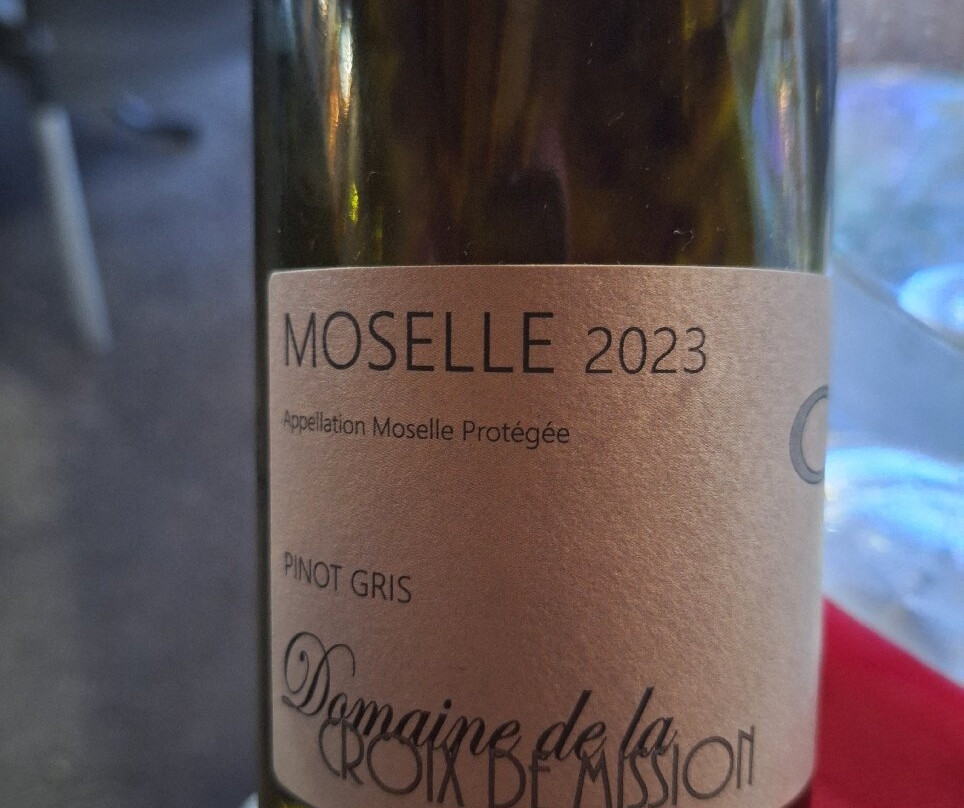 MOSELLE 2023
Appellation Moselle Protégée
PINOT GRIS
Domaine de la
CROIX DE MISSION